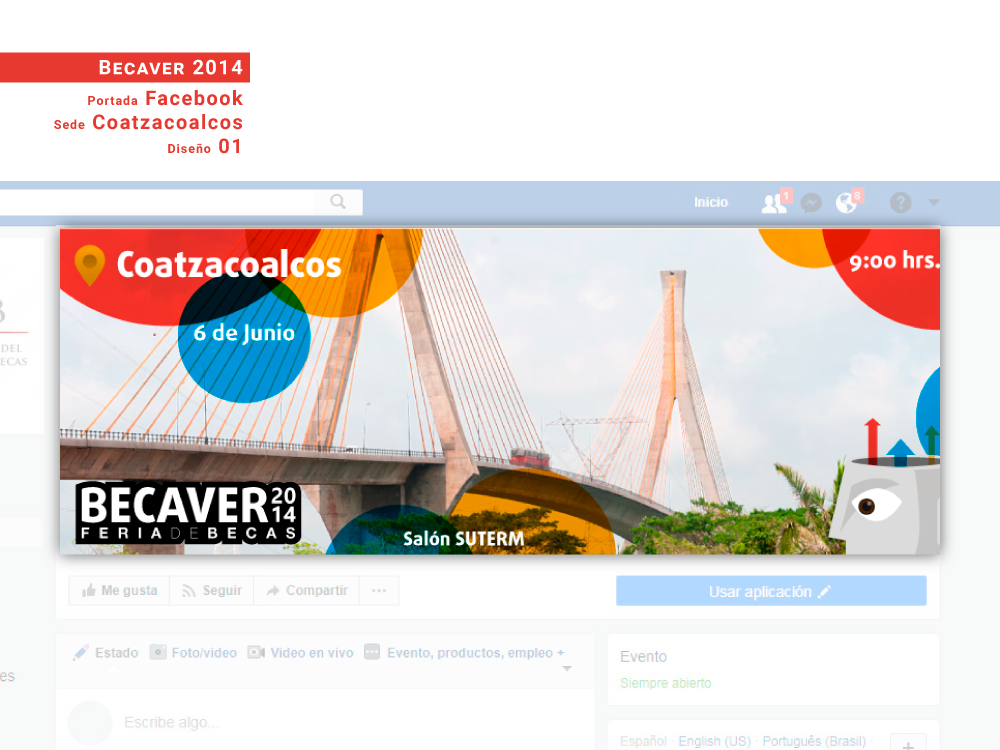 BECAVER 2014
Portada Facebook
Sede Coatzacoalcos
Diseño 01
Inicio
1
8
?
Coatzacoalcos
9:00 hrs.
6 de Junio
DEL
ECAS
BECAVER 20
14
FERIA DE BECAS
Salón SUTERM
Me gusta
Seguir
Compartir
...
Usar aplicación
Estado
Foto/video
Video en vivo
Evento, productos, empleo +
Evento
Siempre abierto
es
Escribe algo...
Español · English (US) · Português (Brasil) ·
+